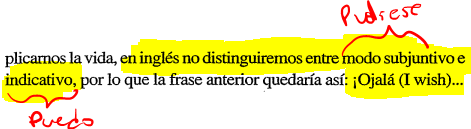 Pudiese
plicarnos la vida, en inglés no distinguiremos entre modo subjuntivo e
indicativo, por lo que la frase anterior quedaría así: ¡Ojalá (I wish)...
Puedo